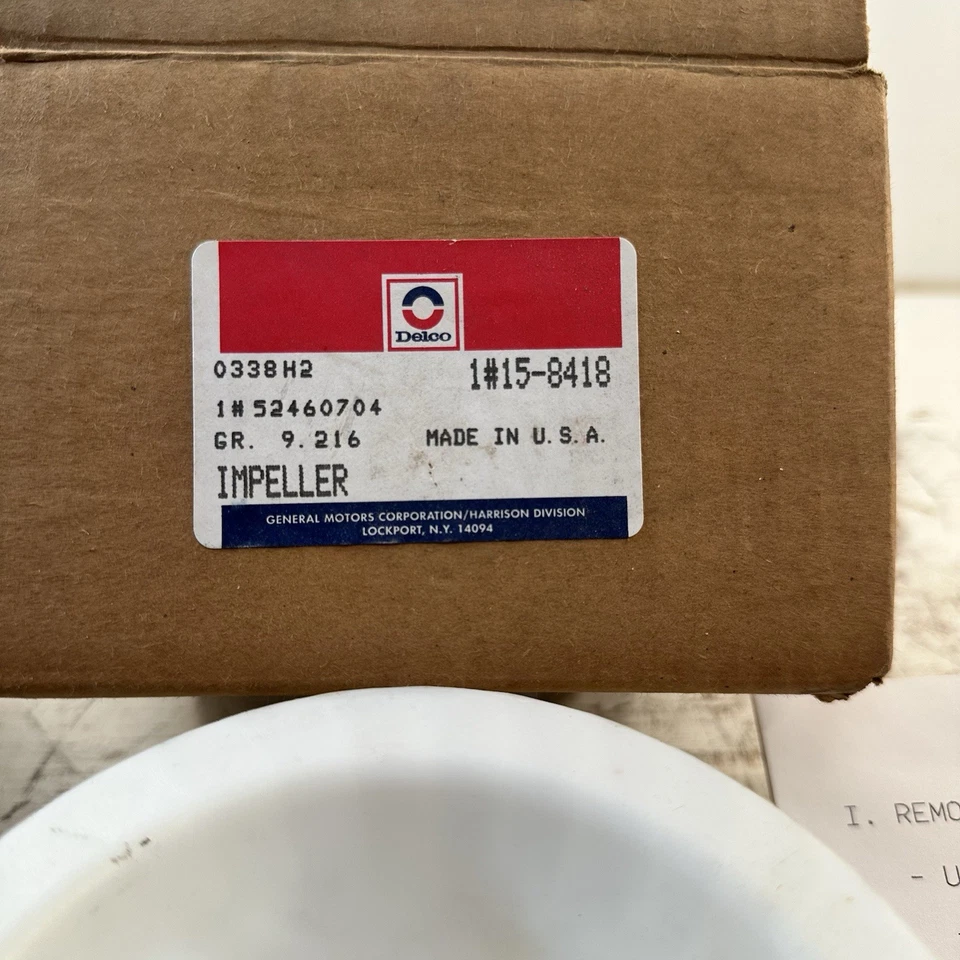 Delco
0338H2
1#15-8418
1#52460704
GR. 9.216
MADE IN U.S.A.
IMPELLER
GENERAL MOTORS CORPORATION/HARRISON DIVISION
LOCKPORT, N.Y. 14094
I. REMO
- U